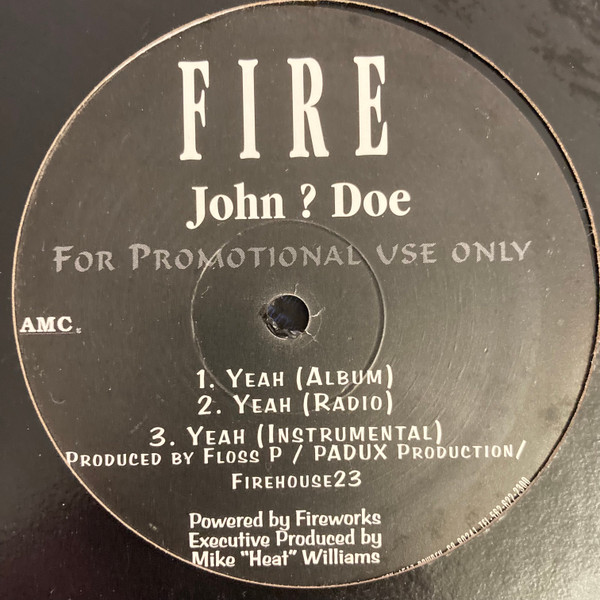 FIRE
John ? Doe
FOR PROMOTIONAL USE ONLY
AMC
1. YEAH (ALBUM)
2. YEAH (RADIO)
3. YEAH (INSTRUMENTAL)
PRODUCED BY FLOSS P / PADUX PRODUCTION/
FIREHOUSE23
Powered by Fireworks
Executive Produced by
Mike "Heat" Williams